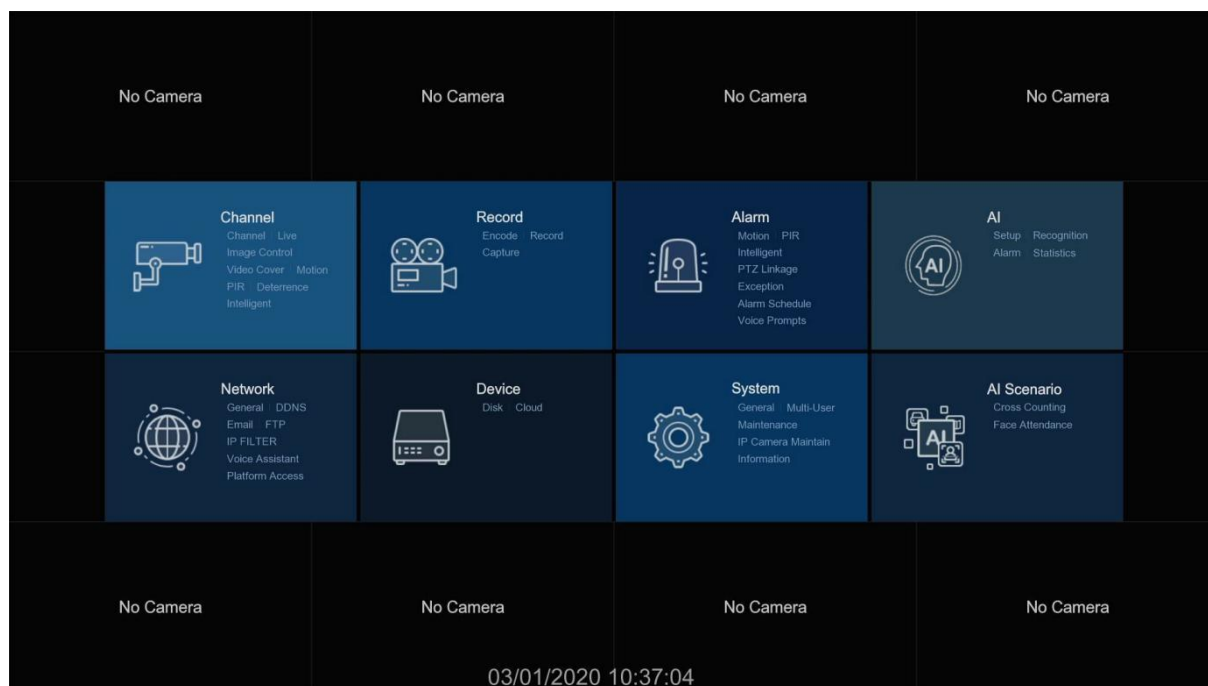 No Camera
No Camera
No Camera
No Camera
Channel
Channel Live
Image Control
Video Cover Motion
PIR Deterrence
Intelligent
Record
Encode Record
Capture
Alarm
Motion PIR
Intelligent
PTZ Linkage
Exception
Alarm Schedule
Voice Prompts
AI
Setup Recognition
Alarm Statistics
AI
Network
General DDNS
Email FTP
IP FILTER
Voice Assistant
Platform Access
Device
Disk Cloud
System
General Multi-User
Maintenance
IP Camera Maintain
Information
AI Scenario
Cross Counting
Face Attendance
AI
No Camera
No Camera
No Camera
No Camera
03/01/2020 10:37:04